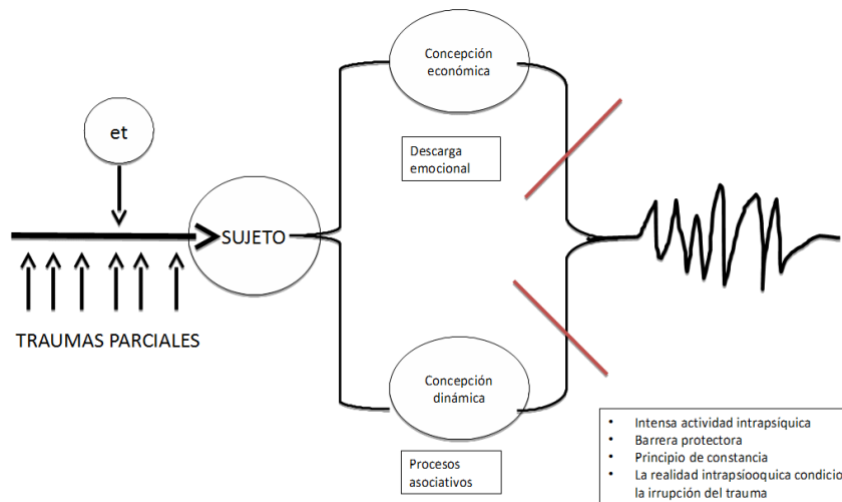 Concepción
económica
et
Descarga
emocional
SUJETO
TRAUMAS PARCIALES
Concepción
dinámica
Procesos
asociativos
• Intensa actividad intrapsíquica
• Barrera protectora
• Principio de constancia
• La realidad intrapsíooquica condicio
la irrupción del trauma